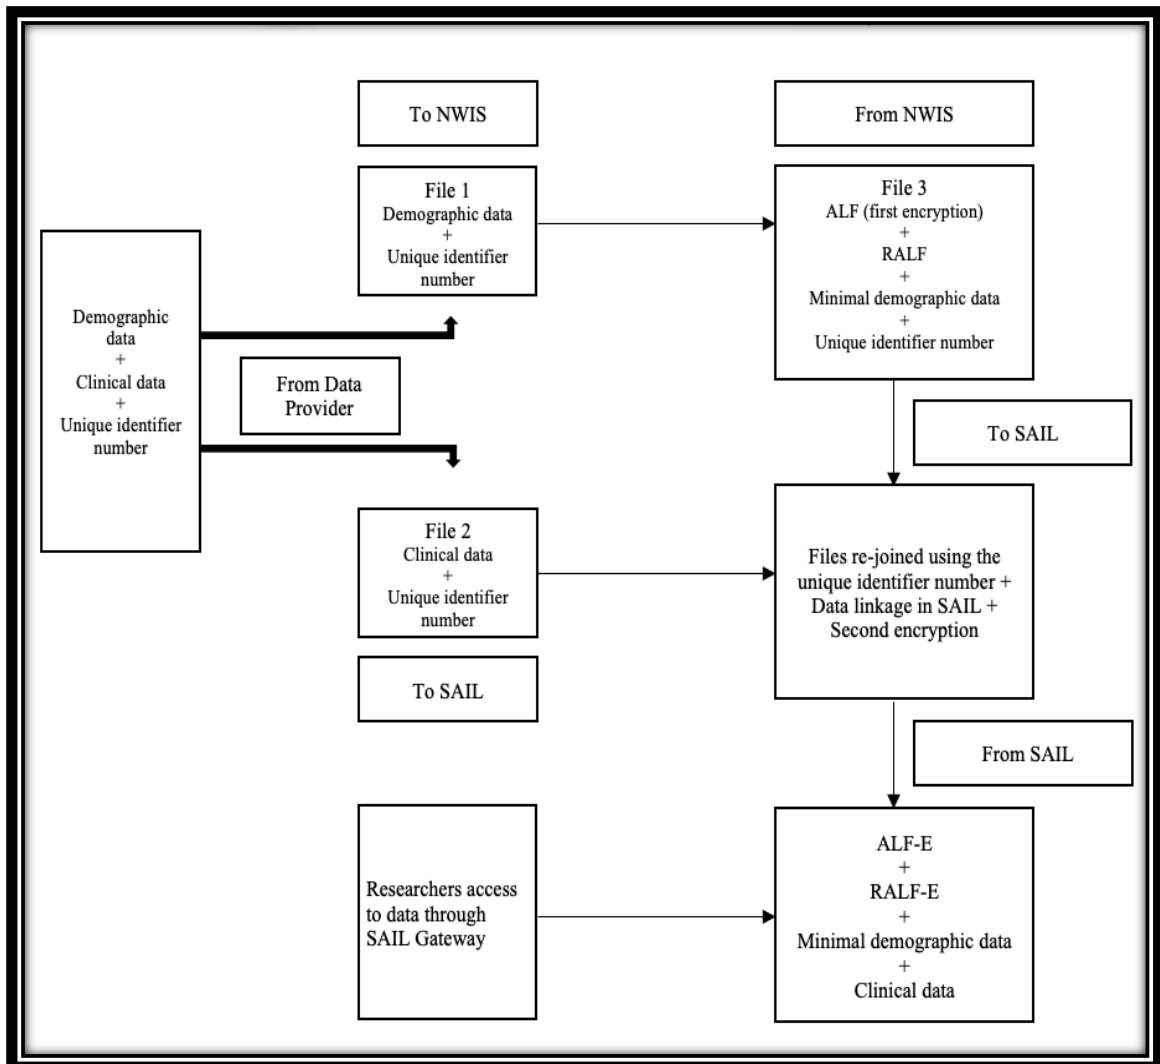 To NWIS
From NWIS
File 1
Demographic data
+
Unique identifier
number
File 3
ALF (first encryption)
+
RALF
+
Minimal demographic data
+
Unique identifier number
Demographic
data
+
Clinical data
+
Unique identifier
number
From Data
Provider
To SAIL
File 2
Clinical data
+
Unique identifier
number
Files re-joined using the
unique identifier number +
Data linkage in SAIL +
Second encryption
To SAIL
From SAIL
Researchers access
to data through
SAIL Gateway
ALF-E
+
RALF-E
+
Minimal demographic data
+
Clinical data